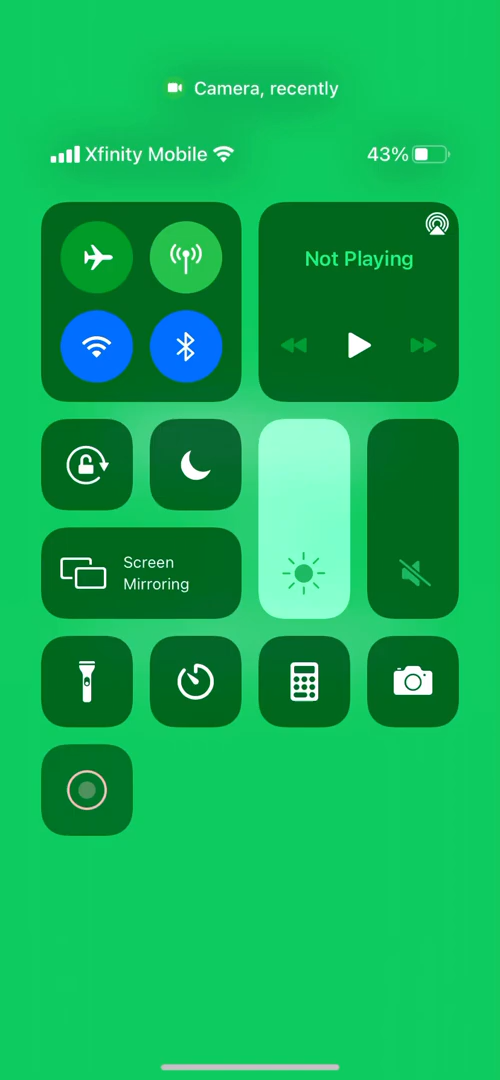 Camera, recently
Xfinity Mobile
43%
Not Playing
Screen
Mirroring